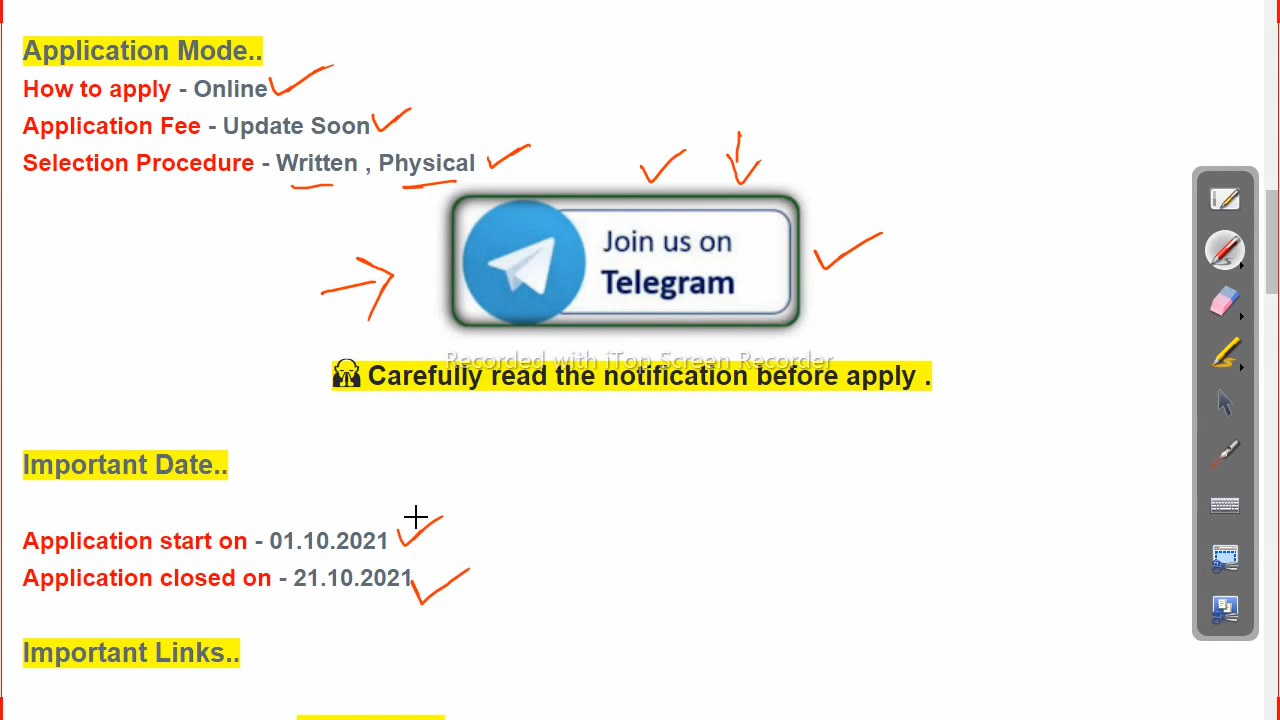 Application Mode..
How to apply - Online
Application Fee - Update Soon
Selection Procedure - Written , Physical
Join us on
Telegram
Recorded with iTop Screen Recorder
Carefully read the notification before apply .
Important Date..
Application start on - 01.10.2021
Application closed on - 21.10.2021
Important Links..